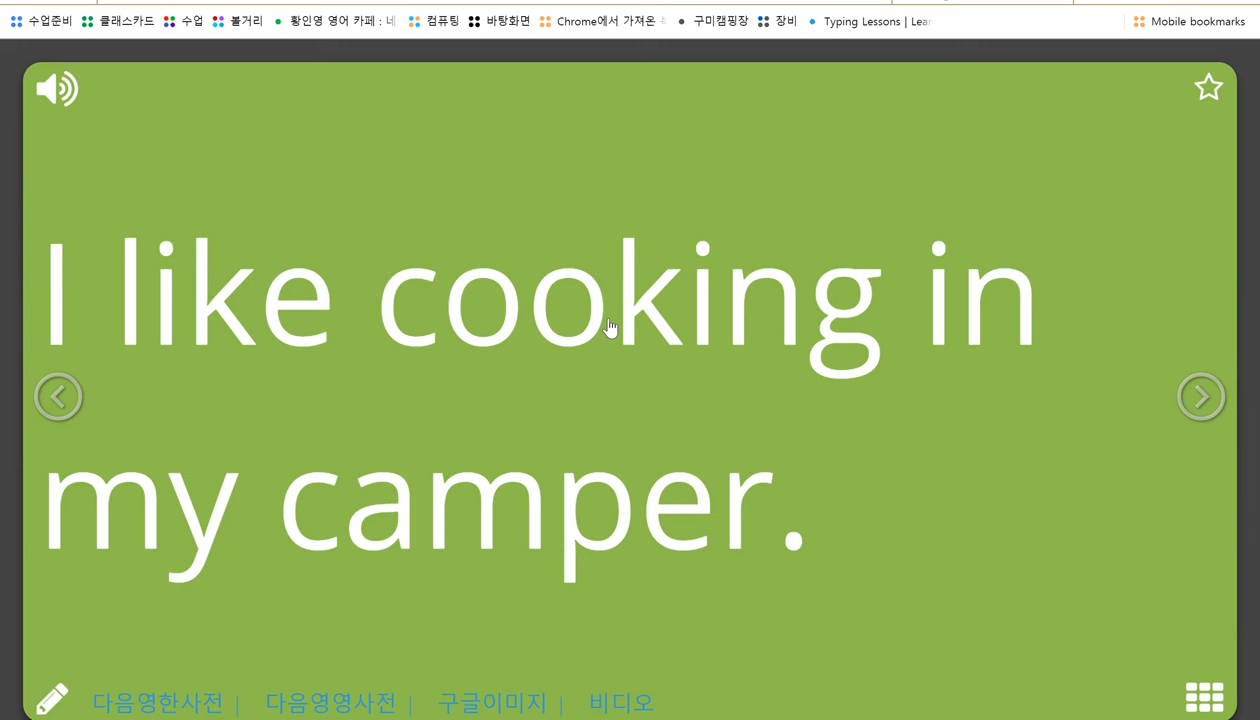 수업준비 클래스카드 수업 볼거리 황인영 영어 카페 : 네 컴퓨팅 바탕화면 Chrome에서 가져온 구미캠핑장 장비 Typing Lessons | Lea Mobile bookmarks
I like cooking in
my camper.
다음영한사전 | 다음영영사전 | 구글이미지 | 비디오